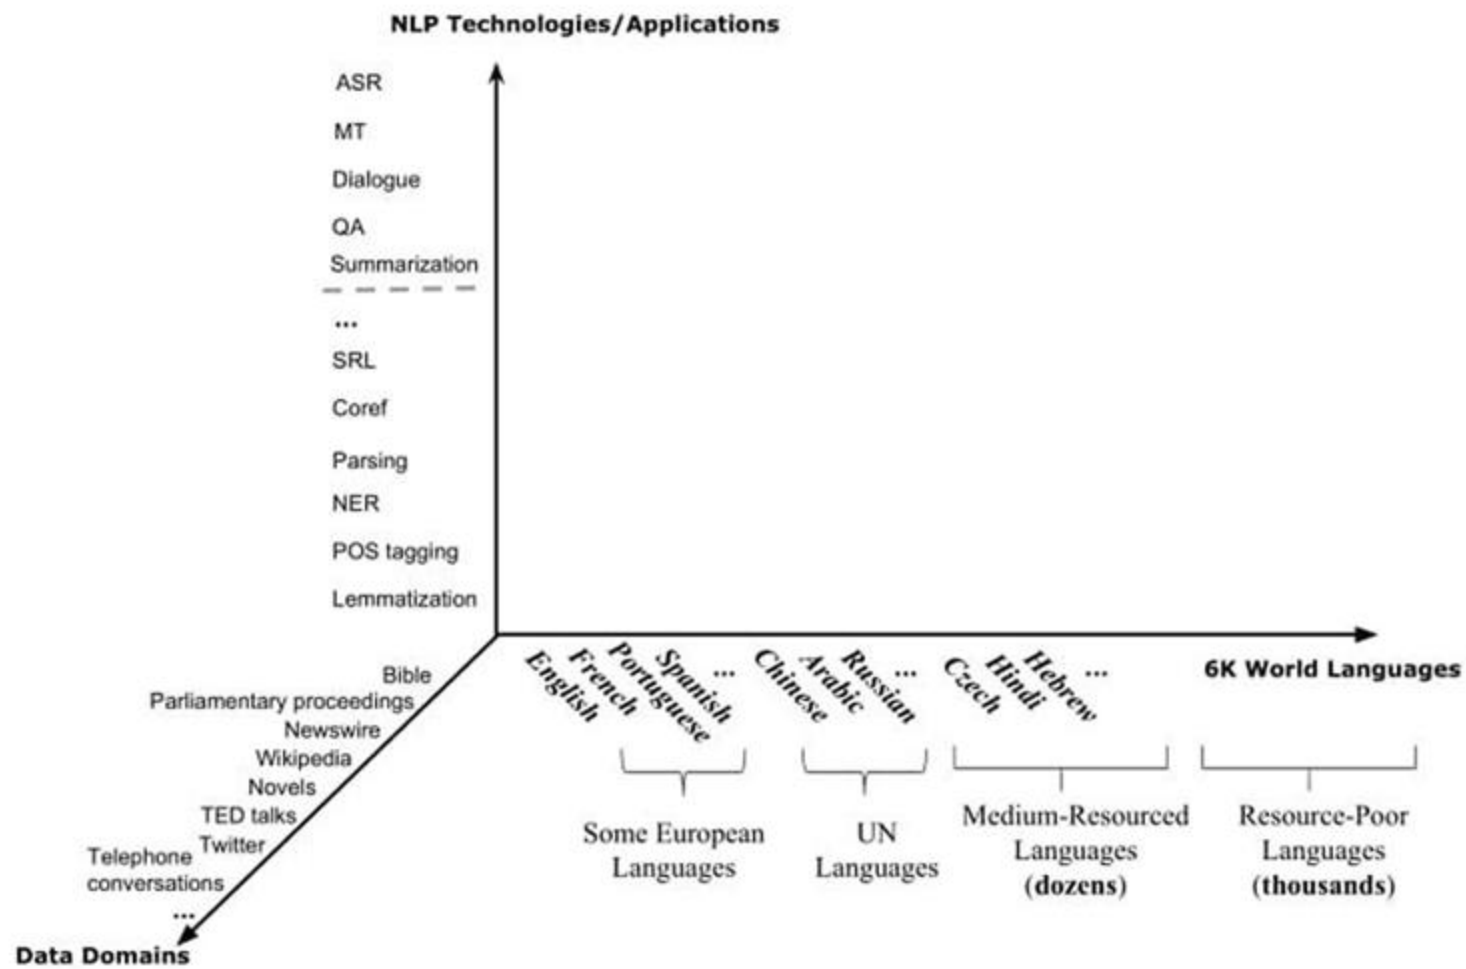 NLP Technologies/Applications
ASR
MT
Dialogue
QA
Summarization
...
SRL
Coref
Parsing
NER
POS tagging
Lemmatization
Bible
Parliamentary proceedings
Newswire
Wikipedia
Novels
TED talks
Twitter
Telephone
conversations
...
Data Domains
English
French
Portuguese
Spanish
...
Chinese
Arabic
Russian
...
Czech
Hindi
Hebrew
...
6K World Languages
Some European
Languages
UN
Languages
Medium-Resourced
Languages
(dozens)
Resource-Poor
Languages
(thousands)